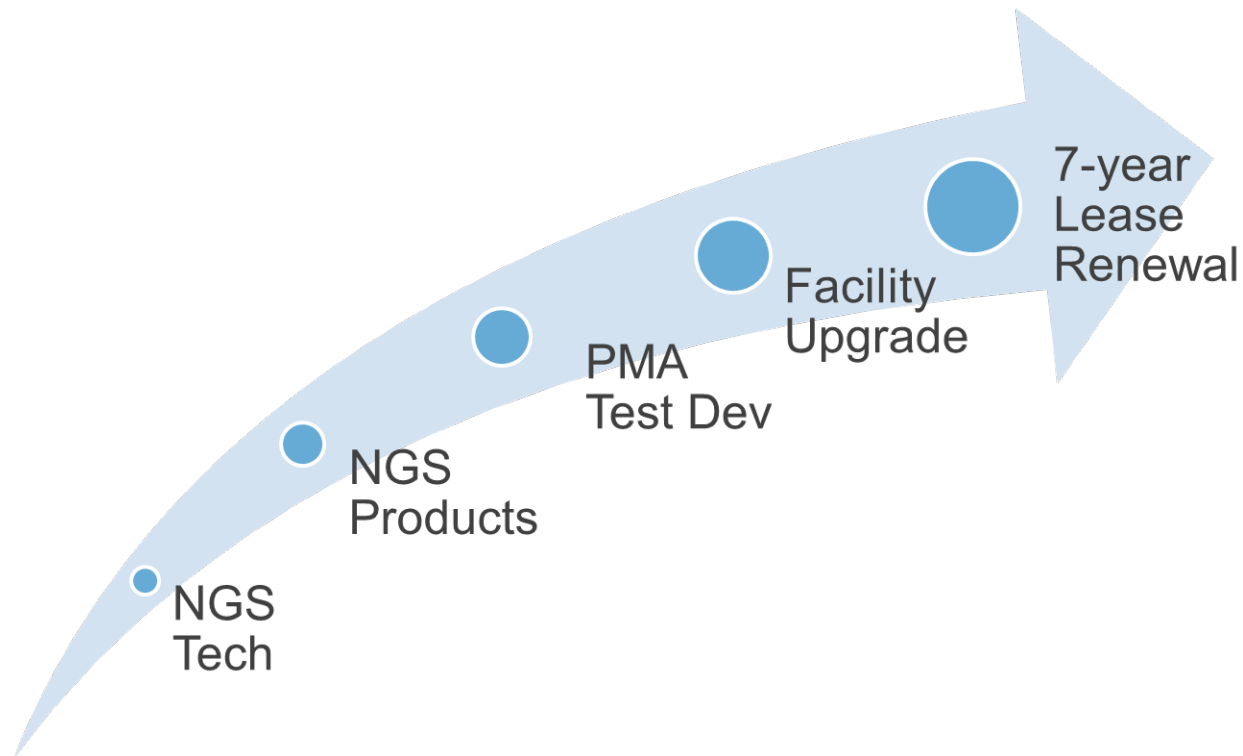 NGS
Tech
NGS
Products
PMA
Test Dev
Facility
Upgrade
7-year
Lease
Renewal